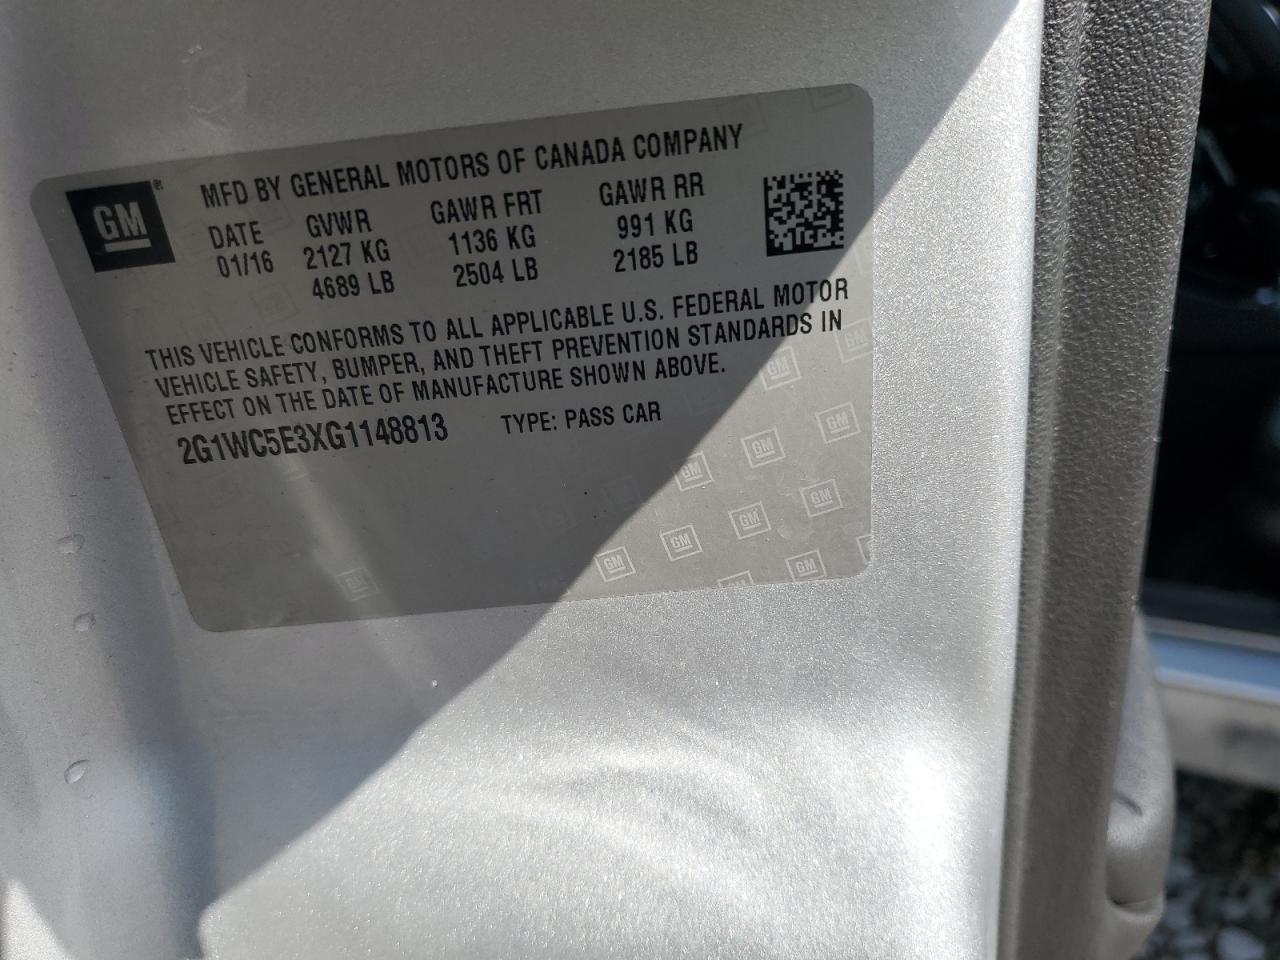 GM
MFD BY GENERAL MOTORS OF CANADA COMPANY
DATE GVWR GAWR FRT GAWR RR
01/16 2127 KG 1136 KG 991 KG
4689 LB 2504 LB 2185 LB
THIS VEHICLE CONFORMS TO ALL APPLICABLE U.S. FEDERAL MOTOR
VEHICLE SAFETY, BUMPER, AND THEFT PREVENTION STANDARDS IN
EFFECT ON THE DATE OF MANUFACTURE SHOWN ABOVE.
2G1WC5E3XG1148813 TYPE: PASS CAR